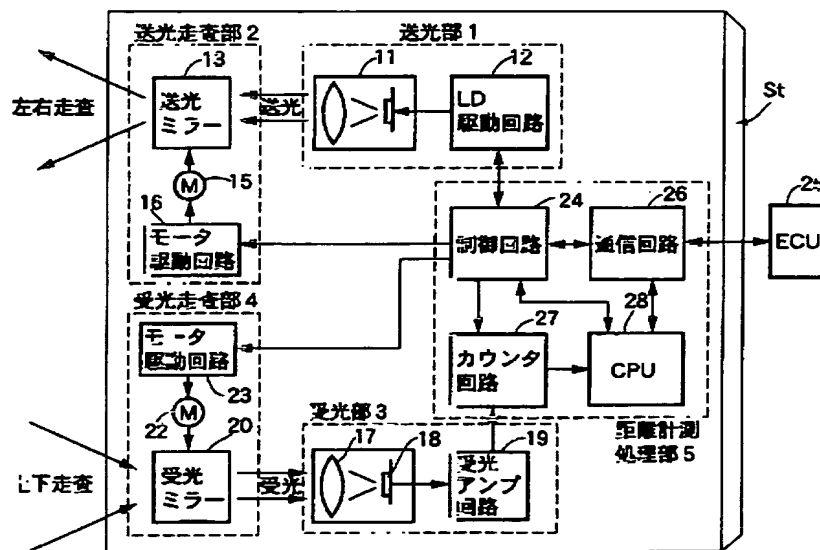 送光走査部2
送光部1
13
11
12
St
送光
ミラー
左右走査
送光
LD
駆動回路
M
15
16
モータ
駆動回路
24
26
25
制御回路
通信回路
ECU
受光走査部4
モータ
駆動回路
23
27
28
カウンタ
回路
CPU
M
22
20
受光部3
17
18
19
距離計測
処理部5
上下走査
受光
ミラー
受光
受光
アンプ
回路